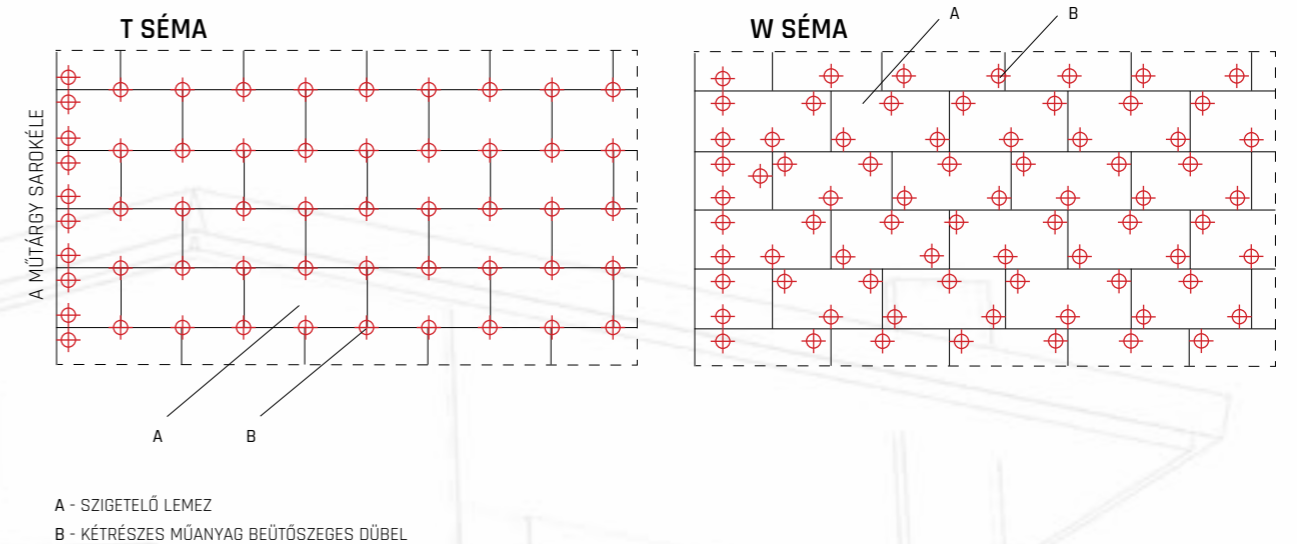 T SÉMA
W SÉMA
A
B
A MŰTÁRGY SAROKÉLE
A
B
A - SZIGETELŐ LEMEZ
B - KÉTRÉSZES MŰANYAG BEÜTŐSZEGES DÜBEL